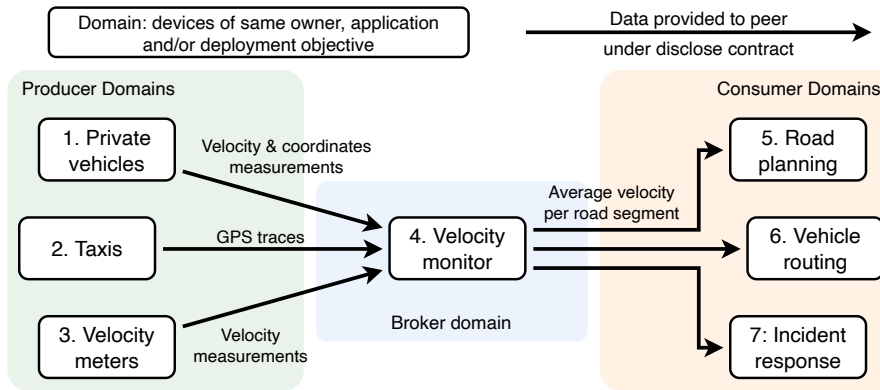 Domain: devices of same owner, application
and/or deployment objective
Data provided to peer
under disclose contract
Producer Domains
Consumer Domains
1. Private
vehicles
Velocity & coordinates
measurements
5. Road
planning
Average velocity
per road segment
2. Taxis
GPS traces
4. Velocity
monitor
6. Vehicle
routing
Broker domain
3. Velocity
meters
Velocity
measurements
7: Incident
response